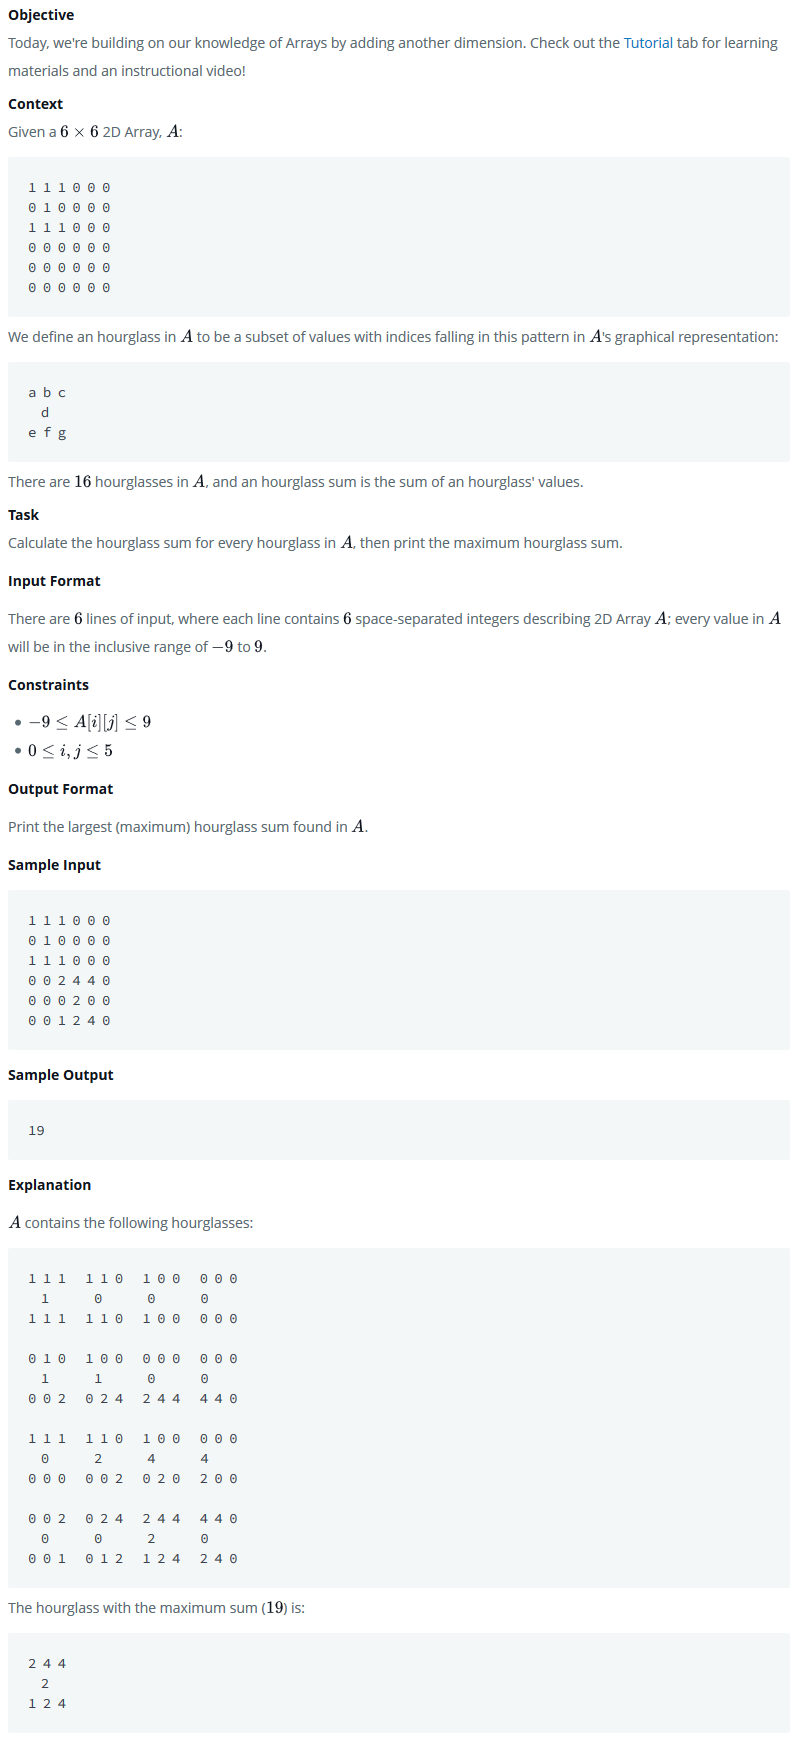 Objective
Today, we're building on our knowledge of Arrays by adding another dimension. Check out the Tutorial tab for learning
materials and an instructional video!
Context
Given a 6 × 6 2D Array, A:
1 1 1 0 0 0
0 1 0 0 0 0
1 1 1 0 0 0
0 0 0 0 0 0
0 0 0 0 0 0
0 0 0 0 0 0
We define an hourglass in A to be a subset of values with indices falling in this pattern in A's graphical representation:
a b c
d
e f g
There are 16 hourglasses in A, and an hourglass sum is the sum of an hourglass' values.
Task
Calculate the hourglass sum for every hourglass in A, then print the maximum hourglass sum.
Input Format
There are 6 lines of input, where each line contains 6 space-separated integers describing 2D Array A; every value in A
will be in the inclusive range of −9 to 9.
Constraints
• −9 ≤ A[i][j] ≤ 9
• 0 ≤ i, j ≤ 5
Output Format
Print the largest (maximum) hourglass sum found in A.
Sample Input
1 1 1 0 0 0
0 1 0 0 0 0
1 1 1 0 0 0
0 0 2 4 4 0
0 0 0 2 0 0
0 0 1 2 4 0
Sample Output
19
Explanation
A contains the following hourglasses:
1 1 1   1 1 0   1 0 0   0 0 0
1       0       0       0
1 1 1   1 1 0   1 0 0   0 0 0
0 1 0   1 0 0   0 0 0   0 0 0
1       1       0       0
0 0 2   0 2 4   2 4 4   4 4 0
1 1 1   1 1 0   1 0 0   0 0 0
0       2       4       4
0 0 0   0 0 2   0 2 0   2 0 0
0 0 2   0 2 4   2 4 4   4 4 0
0       0       2       0
0 0 1   0 1 2   1 2 4   2 4 0
The hourglass with the maximum sum (19) is:
2 4 4
2
1 2 4